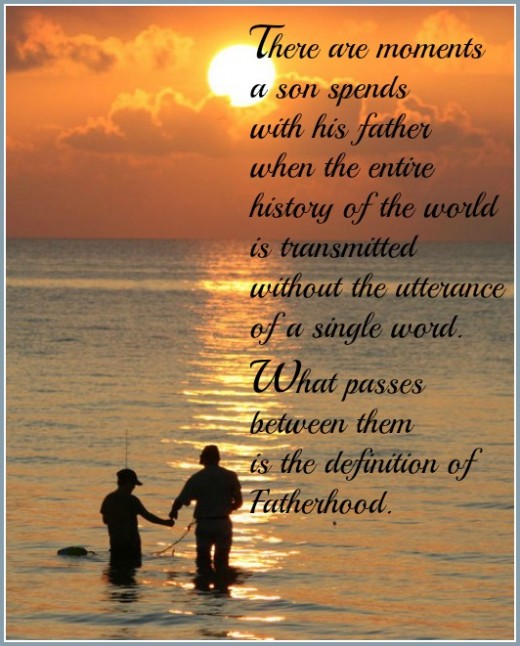 There are moments
a son spends
with his father
when the entire
history of the world
is transmitted
without the utterance
of a single word.
What passes
between them
is the definition of
Fatherhood.